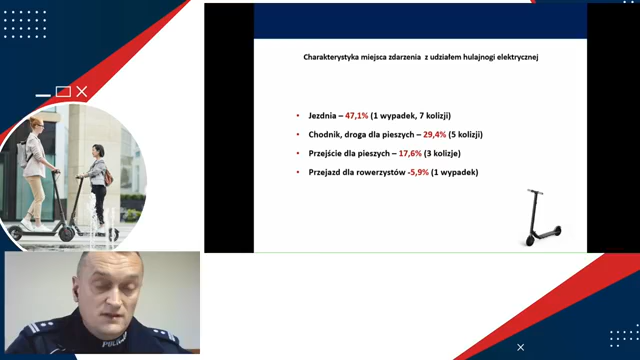 Charakterystyka miejsca zdarzenia z udziałem hulajnogi elektrycznej
• Jezdnia – 47,1% (1 wypadek, 7 kolizji)
• Chodnik, droga dla pieszych – 29,4% (5 kolizji)
• Przejście dla pieszych – 17,6% (3 kolizje)
• Przejazd dla rowerzystów -5,9% (1 wypadek)